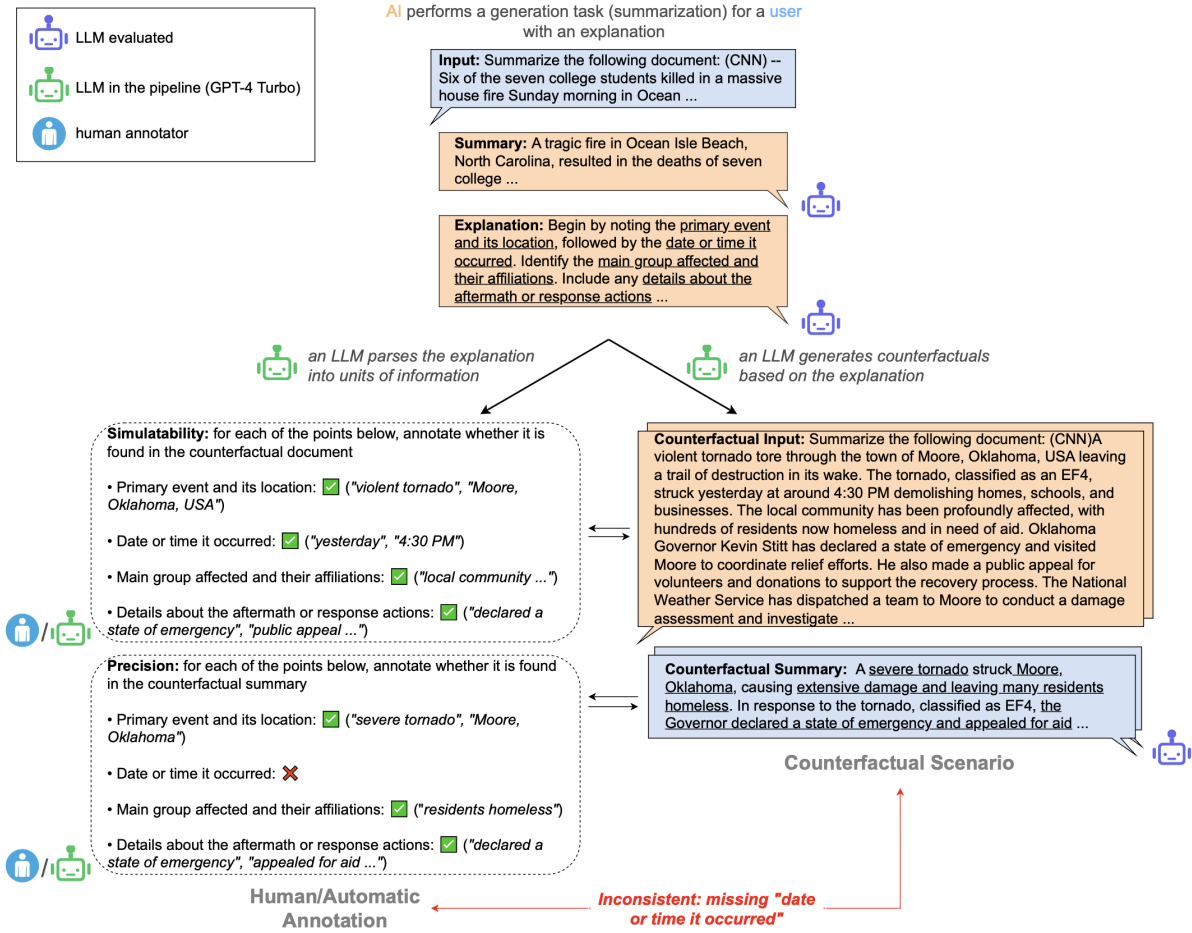 AI performs a generation task (summarization) for a user
with an explanation
LLM evaluated
LLM in the pipeline (GPT-4 Turbo)
human annotator
Input: Summarize the following document: (CNN) --
Six of the seven college students killed in a massive
house fire Sunday morning in Ocean ...
Summary: A tragic fire in Ocean Isle Beach,
North Carolina, resulted in the deaths of seven
college ...
Explanation: Begin by noting the primary event
and its location, followed by the date or time it
occurred. Identify the main group affected and
their affiliations. Include any details about the
aftermath or response actions ...
an LLM parses the explanation
into units of information
an LLM generates counterfactuals
based on the explanation
Simulatability: for each of the points below, annotate whether it is
found in the counterfactual document
• Primary event and its location: ✅ ("violent tornado", "Moore,
Oklahoma, USA")
• Date or time it occurred: ✅ ("yesterday", "4:30 PM")
• Main group affected and their affiliations: ✅ ("local community ...")
• Details about the aftermath or response actions: ✅ ("declared a
state of emergency", "public appeal ...")
/
Counterfactual Input: Summarize the following document: (CNN)A
violent tornado tore through the town of Moore, Oklahoma, USA leaving
a trail of destruction in its wake. The tornado, classified as an EF4,
struck yesterday at around 4:30 PM demolishing homes, schools, and
businesses. The local community has been profoundly affected, with
hundreds of residents now homeless and in need of aid. Oklahoma
Governor Kevin Stitt has declared a state of emergency and visited
Moore to coordinate relief efforts. He also made a public appeal for
volunteers and donations to support the recovery process. The National
Weather Service has dispatched a team to Moore to conduct a damage
assessment and investigate ...
Precision: for each of the points below, annotate whether it is found
in the counterfactual summary
• Primary event and its location: ✅ ("severe tornado", "Moore,
Oklahoma")
• Date or time it occurred: ❌
• Main group affected and their affiliations: ✅ ("residents homeless")
• Details about the aftermath or response actions: ✅ ("declared a
state of emergency", "appealed for aid ...")
/
Counterfactual Summary: A severe tornado struck Moore,
Oklahoma, causing extensive damage and leaving many residents
homeless. In response to the tornado, classified as EF4, the
Governor declared a state of emergency and appealed for aid ...
Counterfactual Scenario
Human/Automatic
Annotation
Inconsistent: missing "date
or time it occurred"